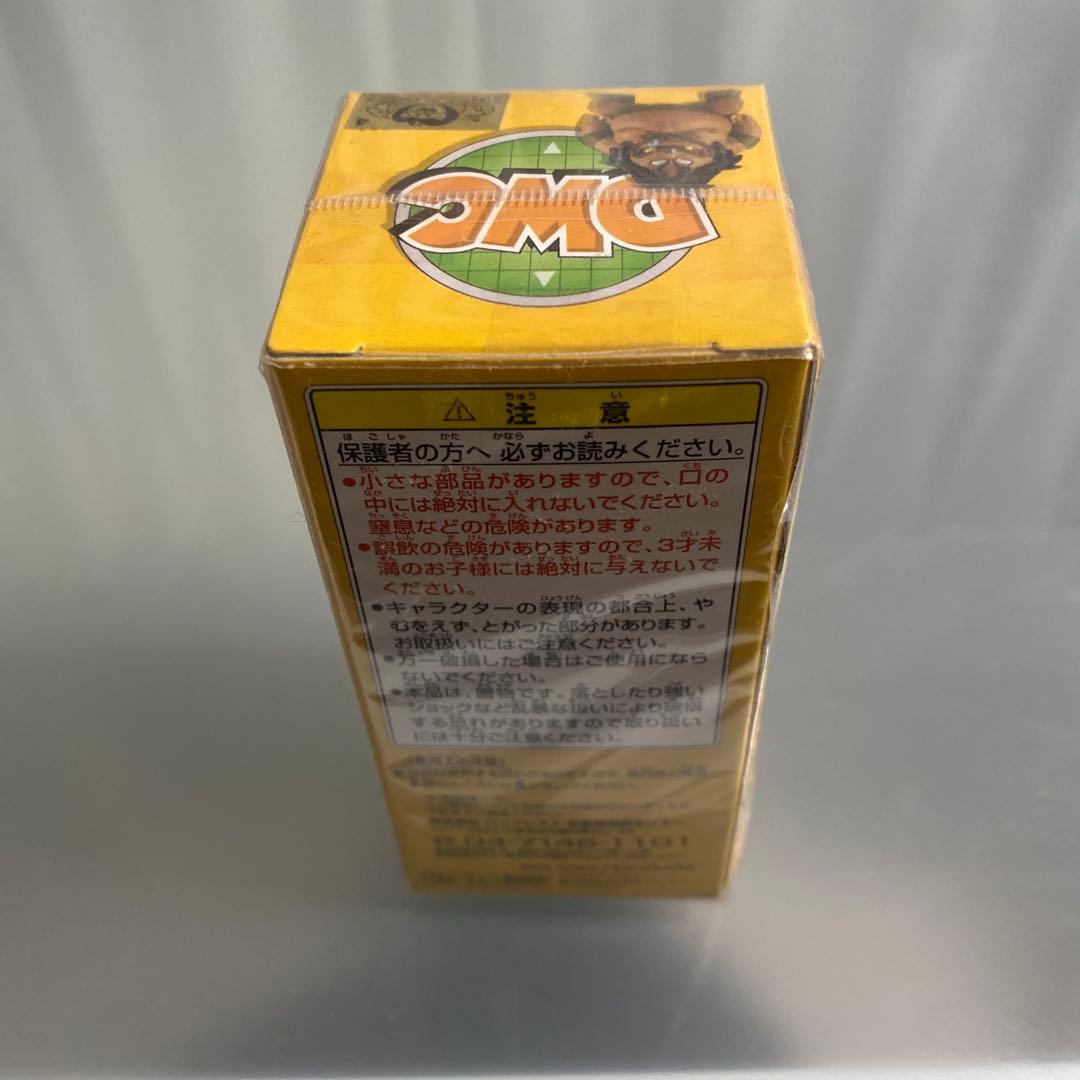 DWC
注意
保護者の方へ 必ずお読みください。
●小さな部品がありますので、口の
中には絶対に入れないでください。
窒息などの危険があります。
●誤飲の危険がありますので、3才未
満のお子様には絶対に与えないで
ください。
●キャラクターの表現の都合上、や
むをえず、とがった部分があります。
お取扱いにはご注意ください。
●万一破損した場合はご使用になら
ないでください。
●本品は、置物です。落としたり強い
ショックなど乱暴な扱いにより破損
する恐れがありますので取り扱い
には十分ご注意ください。
04 7146 1101